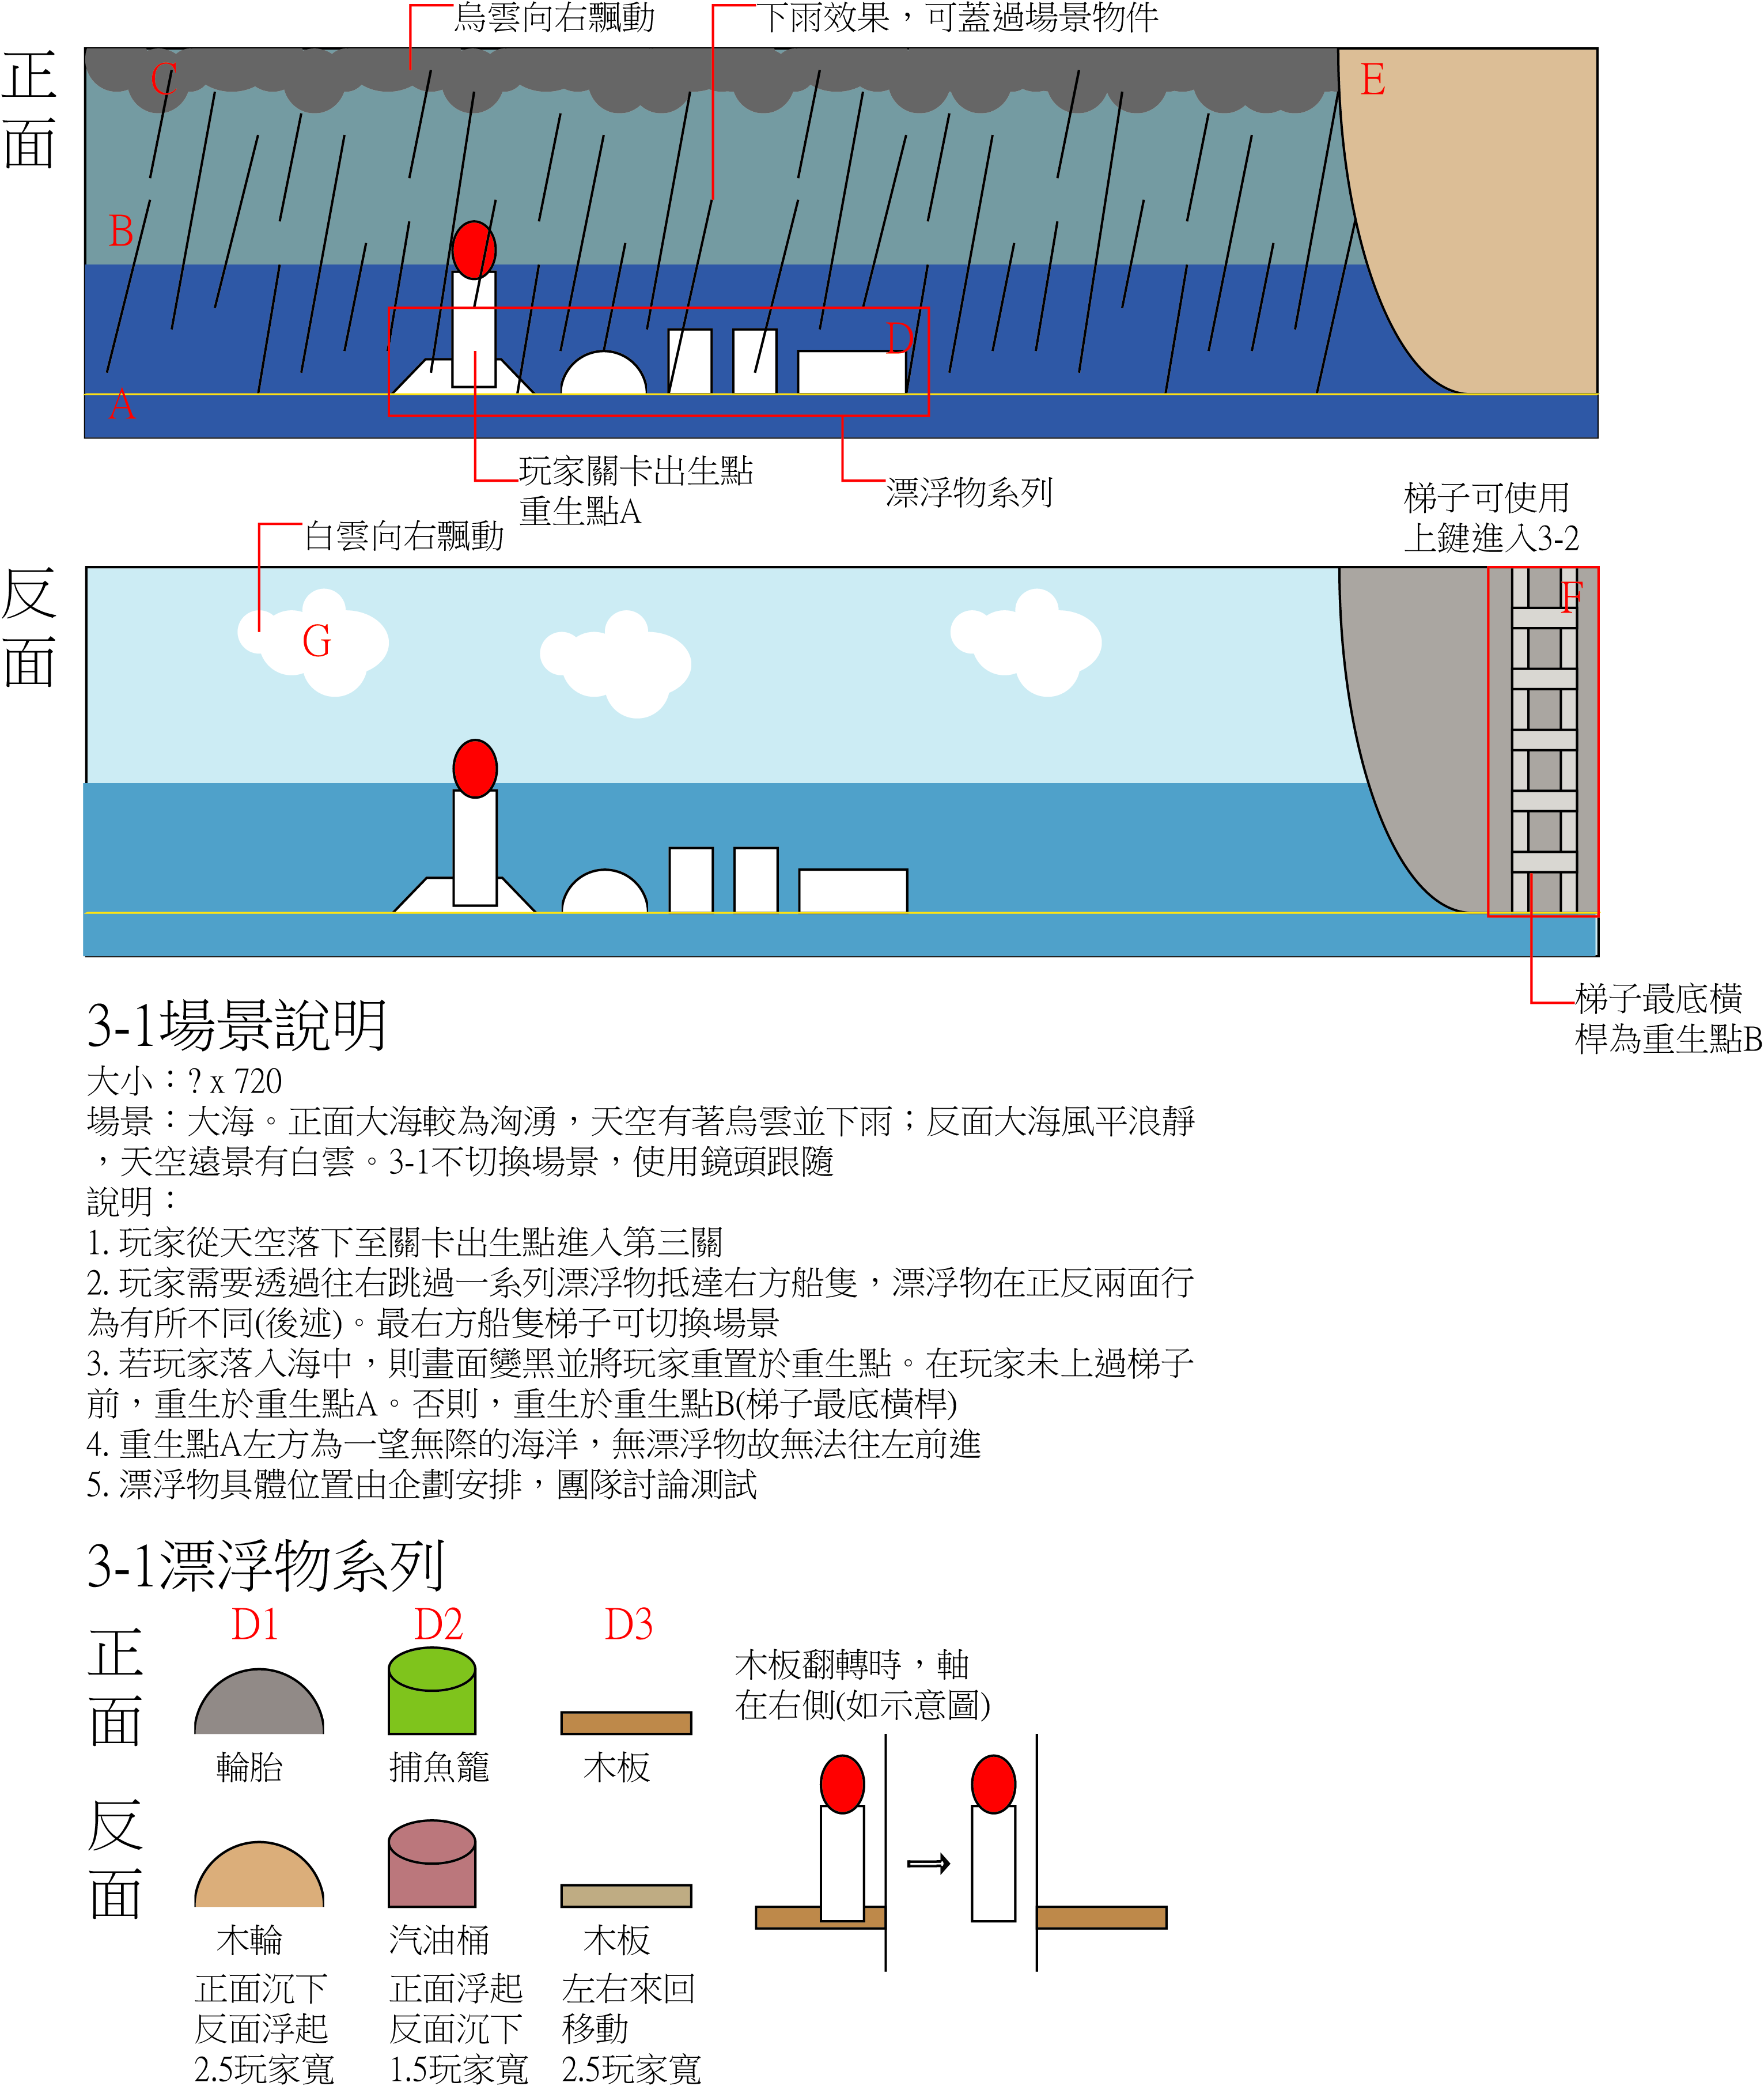 烏雲向右飄動
下雨效果，可蓋過場景物件
正面
C
E
B
D
A
玩家關卡出生點
重生點A
漂浮物系列
梯子可使用
上鍵進入3-2
白雲向右飄動
反面
F
G
梯子最底橫
桿為重生點B
3-1場景說明
大小：? x 720
場景：大海。正面大海較為洶湧，天空有著烏雲並下雨；反面大海風平浪靜
，天空遠景有白雲。3-1不切換場景，使用鏡頭跟隨
說明：
1. 玩家從天空落下至關卡出生點進入第三關
2. 玩家需要透過往右跳過一系列漂浮物抵達右方船隻，漂浮物在正反兩面行
為有所不同(後述)。最右方船隻梯子可切換場景
3. 若玩家落入海中，則畫面變黑並將玩家重置於重生點。在玩家未上過梯子
前，重生於重生點A。否則，重生於重生點B(梯子最底橫桿)
4. 重生點A左方為一望無際的海洋，無漂浮物故無法往左前進
5. 漂浮物具體位置由企劃安排，團隊討論測試
3-1漂浮物系列
D1
D2
D3
正面
輪胎
捕魚籠
木板
木板翻轉時，軸
在右側(如示意圖)
反面
木輪
汽油桶
木板
正面沉下
反面浮起
2.5玩家寬
正面浮起
反面沉下
1.5玩家寬
左右來回
移動
2.5玩家寬